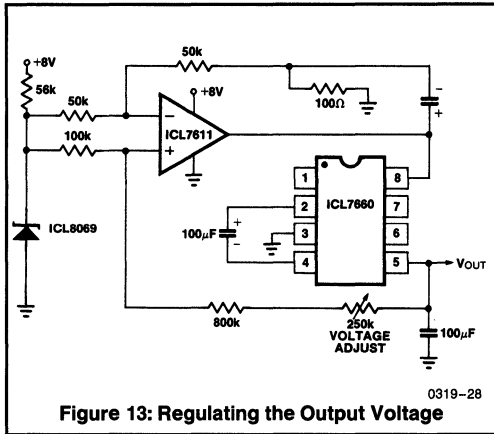 +8V
56k
50k
50k
+8V
100Ω
−
+
100k
−
+
ICL7611
ICL8069
1
2
3
4
ICL7660
8
7
6
5
100µF
+
−
VOUT
800k
250k
VOLTAGE
ADJUST
100µF
0319–28
Figure 13: Regulating the Output Voltage